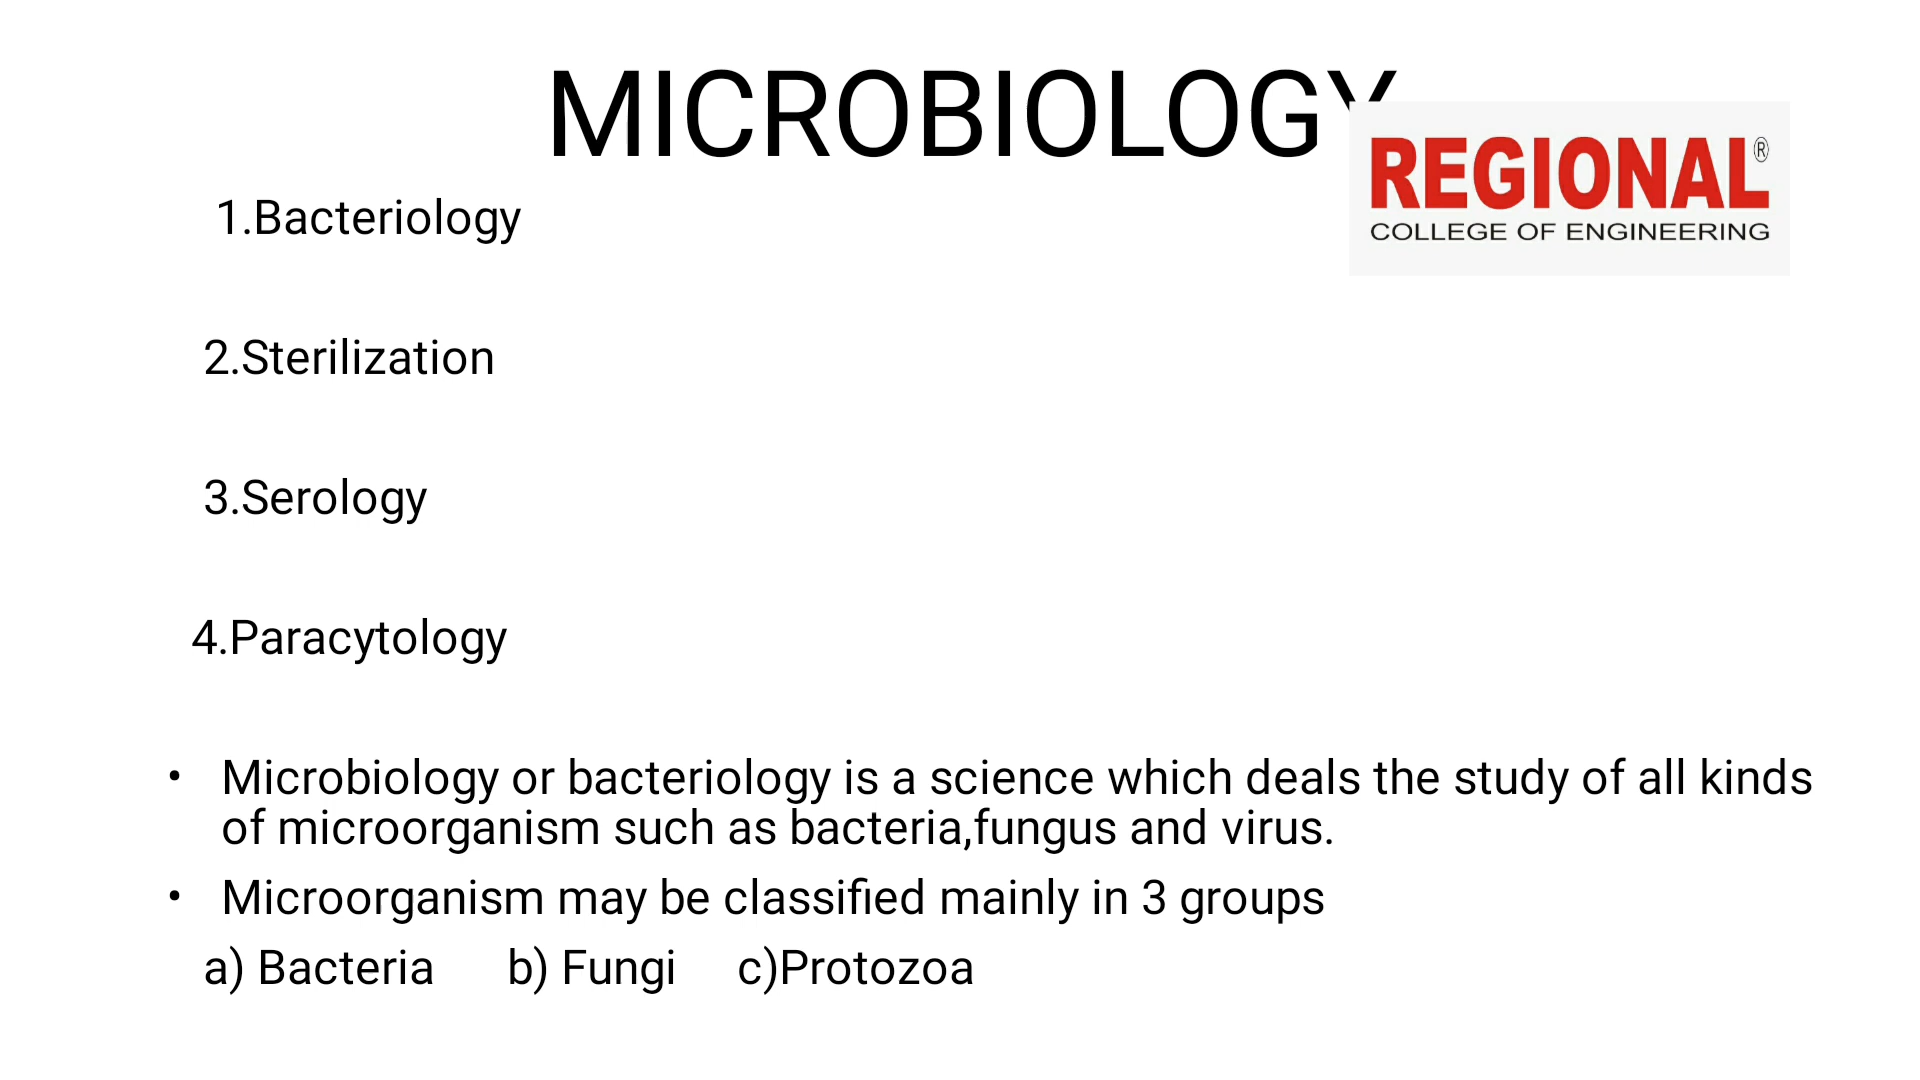 MICROBIOLOGY
REGIONAL®
COLLEGE OF ENGINEERING
1.Bacteriology
2.Sterilization
3.Serology
4.Paracytology
• Microbiology or bacteriology is a science which deals the study of all kinds
of microorganism such as bacteria,fungus and virus.
• Microorganism may be classified mainly in 3 groups
a) Bacteria b) Fungi c)Protozoa